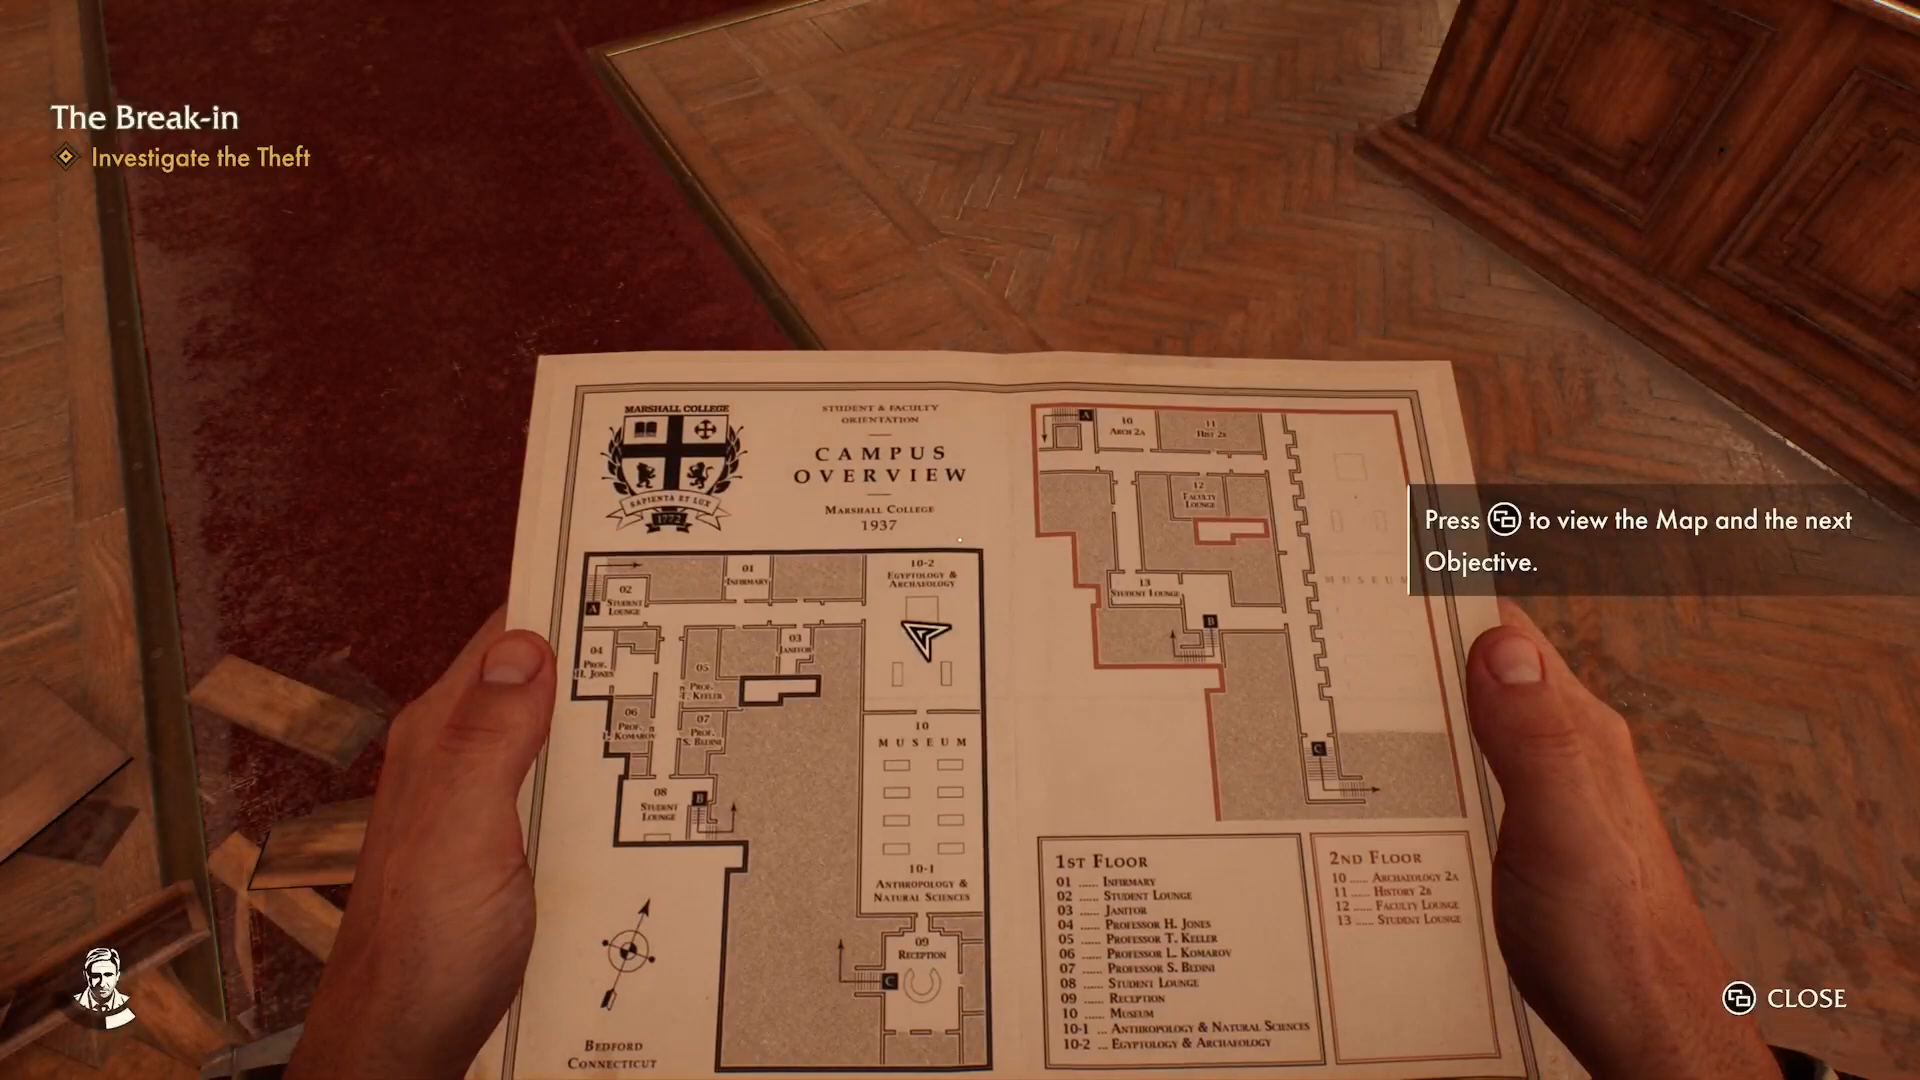 The Break-in
Investigate the Theft
MARSHALL COLLEGE
SAPIENTA ET LUX
1772
STUDENT & FACULTY
ORIENTATION
CAMPUS
OVERVIEW
MARSHALL COLLEGE
1937
10-2
EGYPTOLOGY &
ARCHAEOLOGY
01
INFIRMARY
02
STUDENT
LOUNGE
A
03
JANITOR
04
PROF.
H. JONES
05
PROF.
T. KEELER
06
PROF.
L. KOMAROV
07
PROF.
S. BEDINI
08
STUDENT
LOUNGE
B
10
MUSEUM
10-1
ANTHROPOLOGY &
NATURAL SCIENCES
09
RECEPTION
C
BEDFORD
CONNECTICUT
A
10
ARCH 2A
11
HIST 2B
12
FACULTY
LOUNGE
13
STUDENT LOUNGE
B
MUSEUM
C
1ST FLOOR
01 ...... INFIRMARY
02 ...... STUDENT LOUNGE
03 ...... JANITOR
04 ...... PROFESSOR H. JONES
05 ...... PROFESSOR T. KEELER
06 ...... PROFESSOR L. KOMAROV
07 ...... PROFESSOR S. BEDINI
08 ...... STUDENT LOUNGE
09 ...... RECEPTION
10 ...... MUSEUM
10-1 ... ANTHROPOLOGY & NATURAL SCIENCES
10-2 ... EGYPTOLOGY & ARCHAEOLOGY
2ND FLOOR
10 ...... ARCHAEOLOGY 2A
11 ...... HISTORY 2B
12 ...... FACULTY LOUNGE
13 ...... STUDENT LOUNGE
Press to view the Map and the next
Objective.
CLOSE